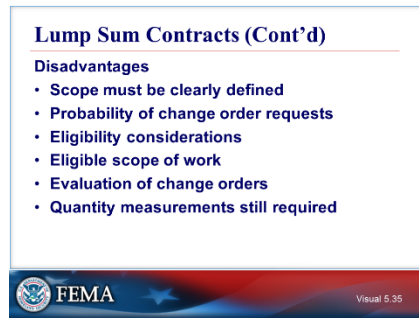 Lump Sum Contracts (Cont'd)
Disadvantages
• Scope must be clearly defined
• Probability of change order requests
• Eligibility considerations
• Eligible scope of work
• Evaluation of change orders
• Quantity measurements still required
FEMA
Visual 5.35